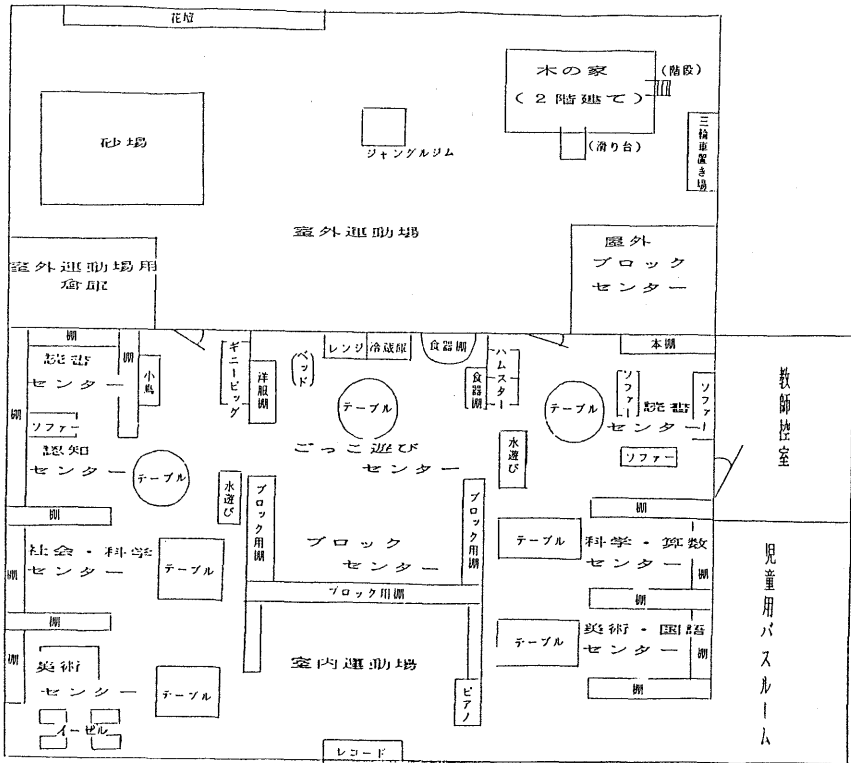 花壇
木の家
(2階建て)
(階段)
(滑り台)
三輪車置き場
砂場
ジャングルジム
室外運動場
室外運動場用
倉庫
屋外
ブロック
センター
棚
読書
センター
棚
棚
小鳥
ソファー
認知
センター
テーブル
棚
水遊び
ギニーピッグ
洋服棚
ベッド
レンジ
冷蔵庫
食器棚
食器棚
ハムスター
テーブル
ごっこ遊び
センター
ブロック用棚
ブロック
センター
ブロック用棚
ブロック用棚
本棚
テーブル
ソファー
読書
センター
ソファー
ソファー
水遊び
棚
教師控室
社会・科学
センター
テーブル
棚
棚
テーブル
科学・算数
センター
棚
棚
児童用バスルーム
美術
センター
テーブル
棚
イーゼル
室内運動場
ピアノ
レコード
テーブル
美術・国語
センター
棚
棚